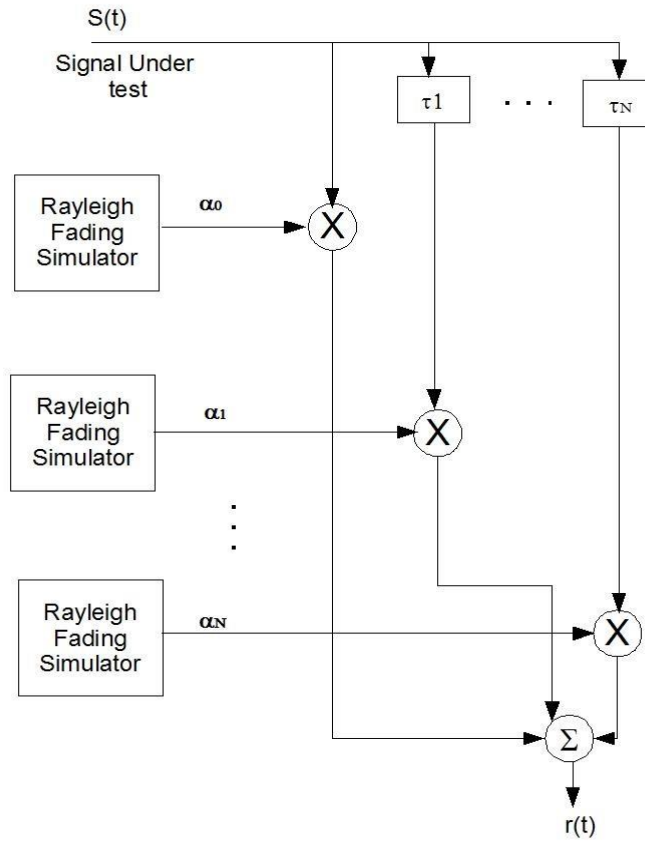 S(t)
Signal Under
test
τ1
. . .
τN
Rayleigh
Fading
Simulator
α0
X
Rayleigh
Fading
Simulator
α1
X
Rayleigh
Fading
Simulator
αN
X
Σ
r(t)